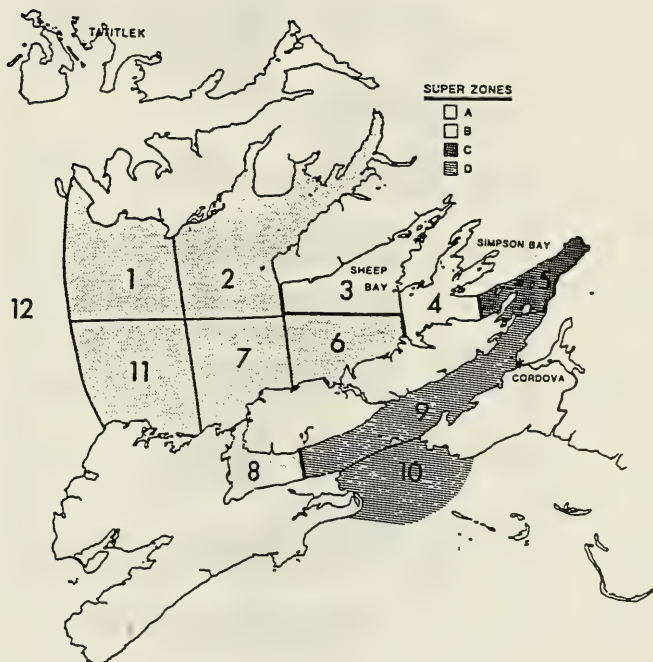 TATITLEK
SUPER ZONES
A
B
C
D
SIMPSON BAY
SHEEP
BAY
1
2
3
4
5
12
11
7
6
CORDOVA
9
8
10